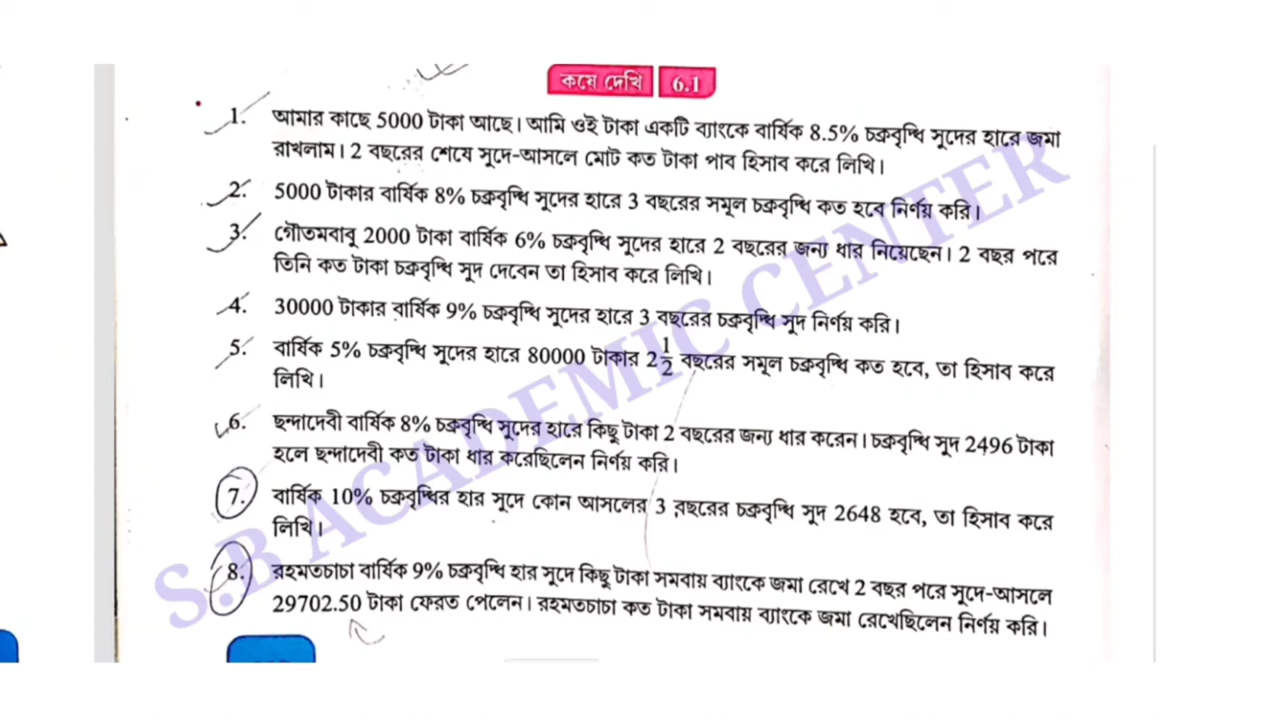 কষে দেখি 6.1
1. আমার কাছে 5000 টাকা আছে। আমি ওই টাকা একটি ব্যাংকে বার্ষিক 8.5% চক্রবৃদ্ধি সুদের হারে জমা
রাখলাম। 2 বছরের শেষে সুদে-আসলে মোট কত টাকা পাব হিসাব করে লিখি।
2. 5000 টাকার বার্ষিক 8% চক্রবৃদ্ধি সুদের হারে 3 বছরের সমূল চক্রবৃদ্ধি কত হবে নির্ণয় করি।
3. গৌতমবাবু 2000 টাকা বার্ষিক 6% চক্রবৃদ্ধি সুদের হারে 2 বছরের জন্য ধার নিয়েছেন। 2 বছর পরে
তিনি কত টাকা চক্রবৃদ্ধি সুদ দেবেন তা হিসাব করে লিখি।
4. 30000 টাকার বার্ষিক 9% চক্রবৃদ্ধি সুদের হারে 3 বছরের চক্রবৃদ্ধি সুদ নির্ণয় করি।
5. বার্ষিক 5% চক্রবৃদ্ধি সুদের হারে 80000 টাকার 2 1/2 বছরের সমূল চক্রবৃদ্ধি কত হবে, তা হিসাব করে
লিখি।
6. ছন্দাদেবী বার্ষিক 8% চক্রবৃদ্ধি সুদের হারে কিছু টাকা 2 বছরের জন্য ধার করেন। চক্রবৃদ্ধি সুদ 2496 টাকা
হলে ছন্দাদেবী কত টাকা ধার করেছিলেন নির্ণয় করি।
7. বার্ষিক 10% চক্রবৃদ্ধির হার সুদে কোন আসলের 3 বছরের চক্রবৃদ্ধি সুদ 2648 হবে, তা হিসাব করে
লিখি।
8. রহমতচাচা বার্ষিক 9% চক্রবৃদ্ধি হার সুদে কিছু টাকা সমবায় ব্যাংকে জমা রেখে 2 বছর পরে সুদে-আসলে
29702.50 টাকা ফেরত পেলেন। রহমতচাচা কত টাকা সমবায় ব্যাংকে জমা রেখেছিলেন নির্ণয় করি।
S.B ACADEMIC CENTER